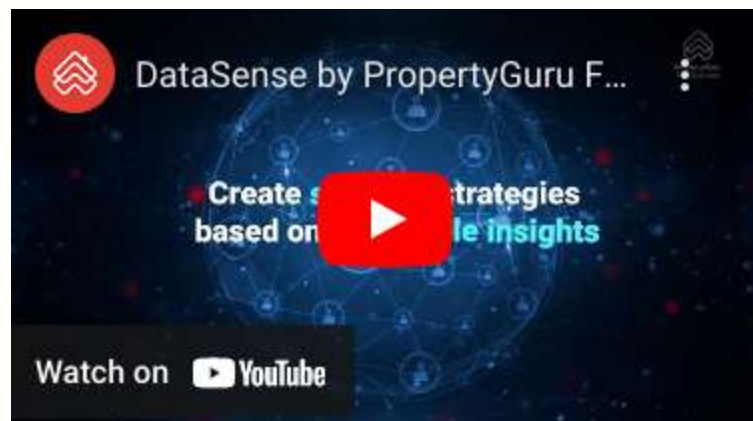 DataSense by PropertyGuru F...
Create strategies
based on insights
Watch on YouTube